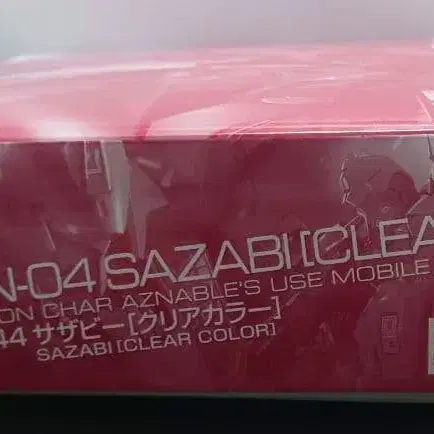 N-04 SAZABI[CLEA
ON CHAR AZNABLE'S USE MOBILE
44 サザビー[クリアカラー]
SAZABI [CLEAR COLOR]